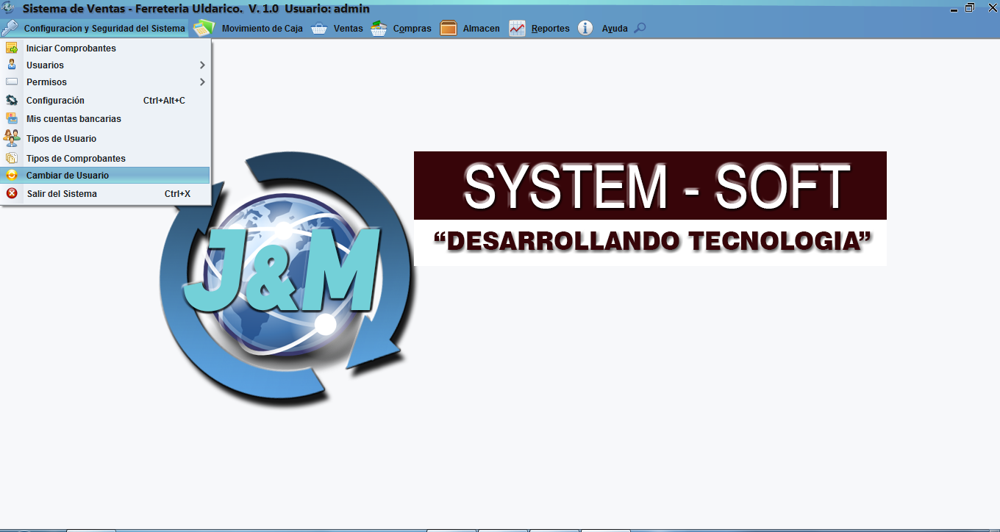 Sistema de Ventas - Ferreteria Uldarico. V. 1.0 Usuario: admin
Configuracion y Seguridad del Sistema Movimiento de Caja Ventas Compras Almacen Reportes Ayuda
Iniciar Comprobantes
Usuarios
Permisos
Configuración Ctrl+Alt+C
Mis cuentas bancarias
Tipos de Usuario
Tipos de Comprobantes
Cambiar de Usuario
Salir del Sistema Ctrl+X
J&M
SYSTEM - SOFT
“DESARROLLANDO TECNOLOGIA”